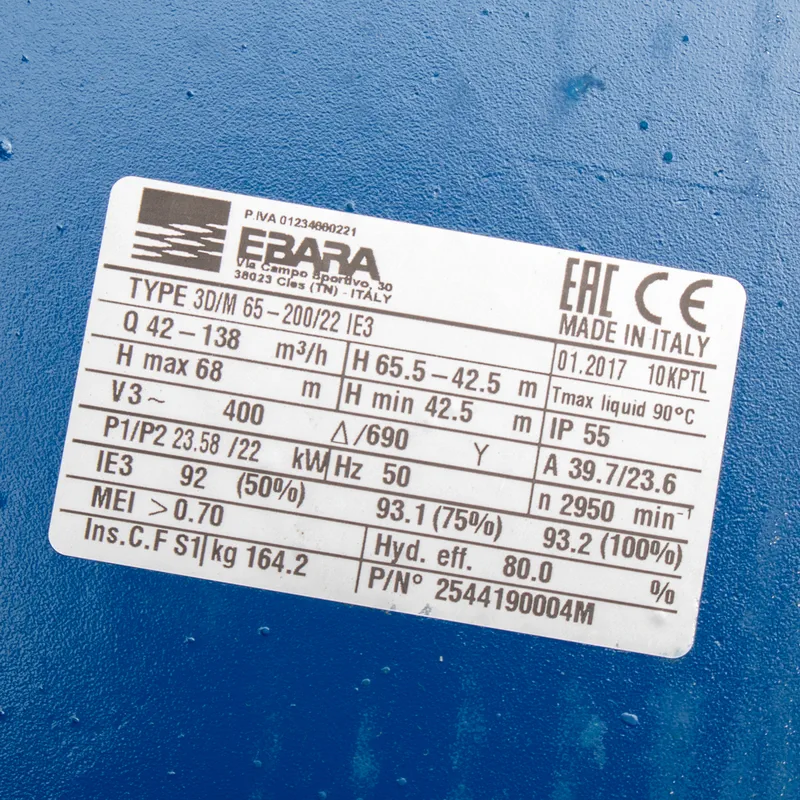 P.IVA 01234660221
EBARA
Via Campo Sportivo, 30
38023 Cles (TN) - ITALY
EAC CE
MADE IN ITALY
TYPE 3D/M 65-200/22 IE3
01.2017 10KPTL
Q 42-138 m³/h H 65.5-42.5 m
Tmax liquid 90°C
H max 68 m H min 42.5 m
IP 55
V3~ 400 Δ/690 Y
A 39.7/23.6
P1/P2 23.58 /22 kW Hz 50
n 2950 min⁻¹
IE3 92 (50%) 93.1 (75%) 93.2 (100%)
MEI > 0.70 Hyd. eff. 80.0 %
Ins.C.F S1 kg 164.2 P/N° 2544190004M